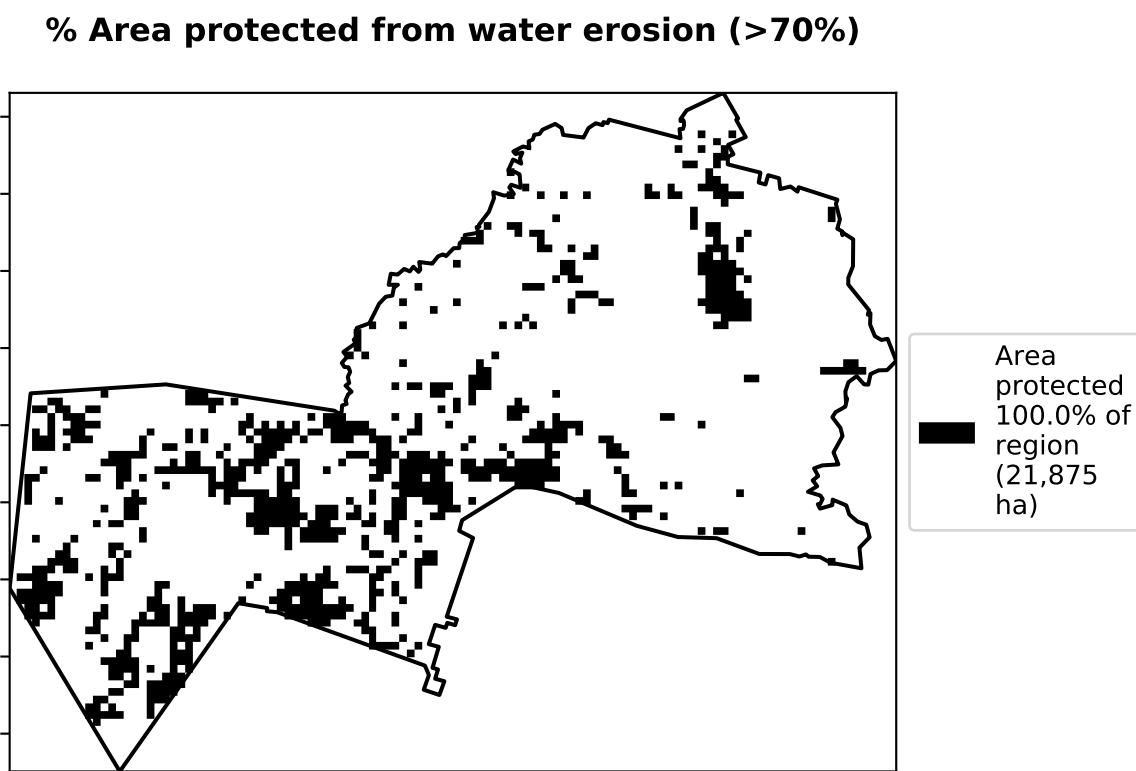 % Area protected from water erosion (>70%)
Area
protected
100.0% of
region
(21,875
ha)